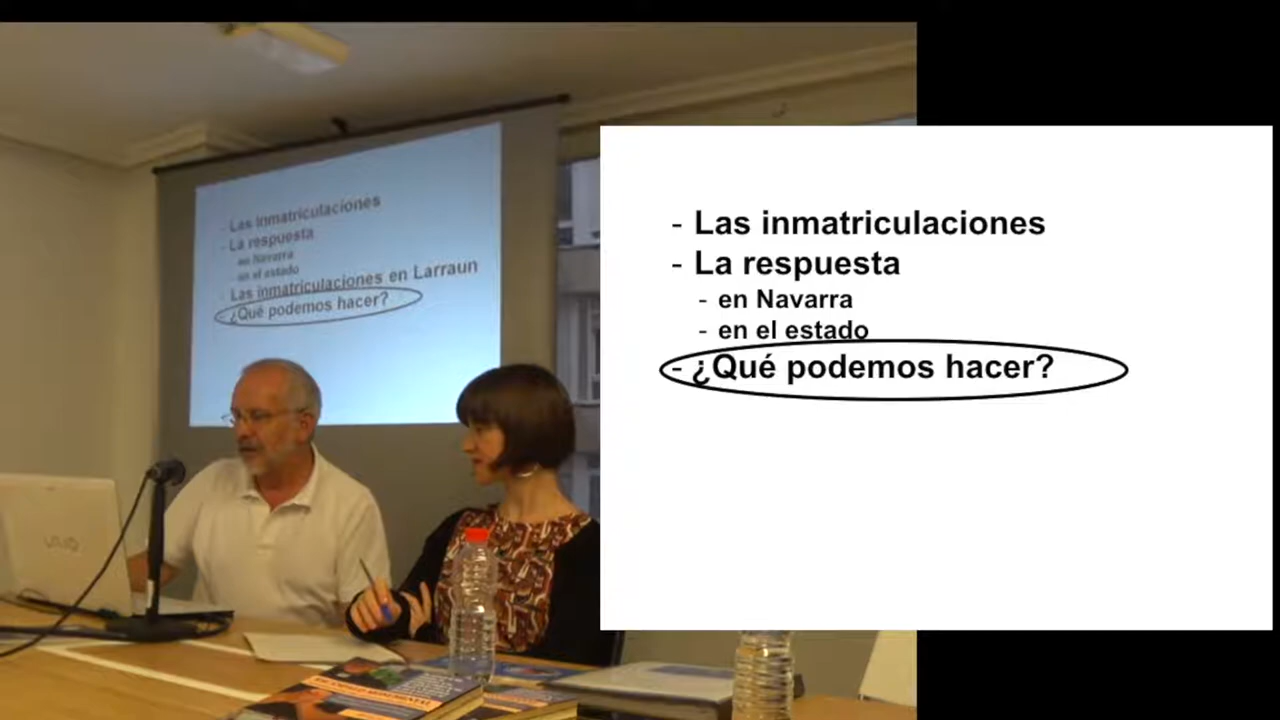 - Las inmatriculaciones
- La respuesta
- en Navarra
- en el estado
- Las inmatriculaciones en Larraun
- ¿Qué podemos hacer?
VAIO
- Las inmatriculaciones
- La respuesta
- en Navarra
- en el estado
- ¿Qué podemos hacer?